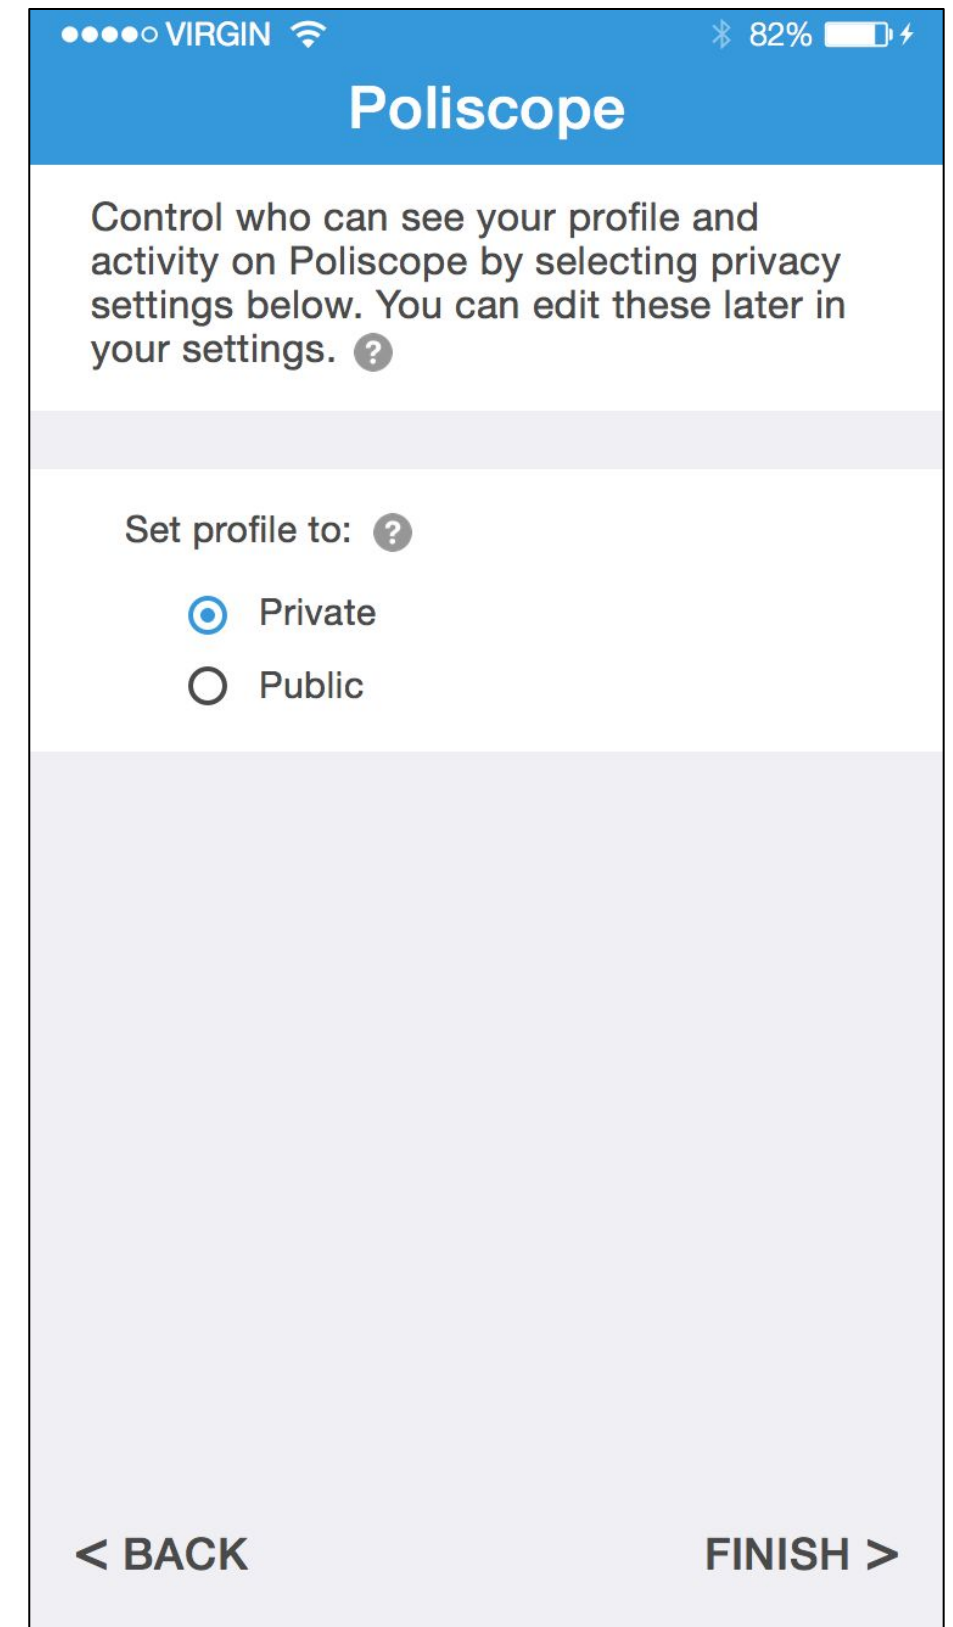 VIRGIN 82%
Poliscope
Control who can see your profile and
activity on Poliscope by selecting privacy
settings below. You can edit these later in
your settings. ?
Set profile to: ?
Private
Public
< BACK FINISH >